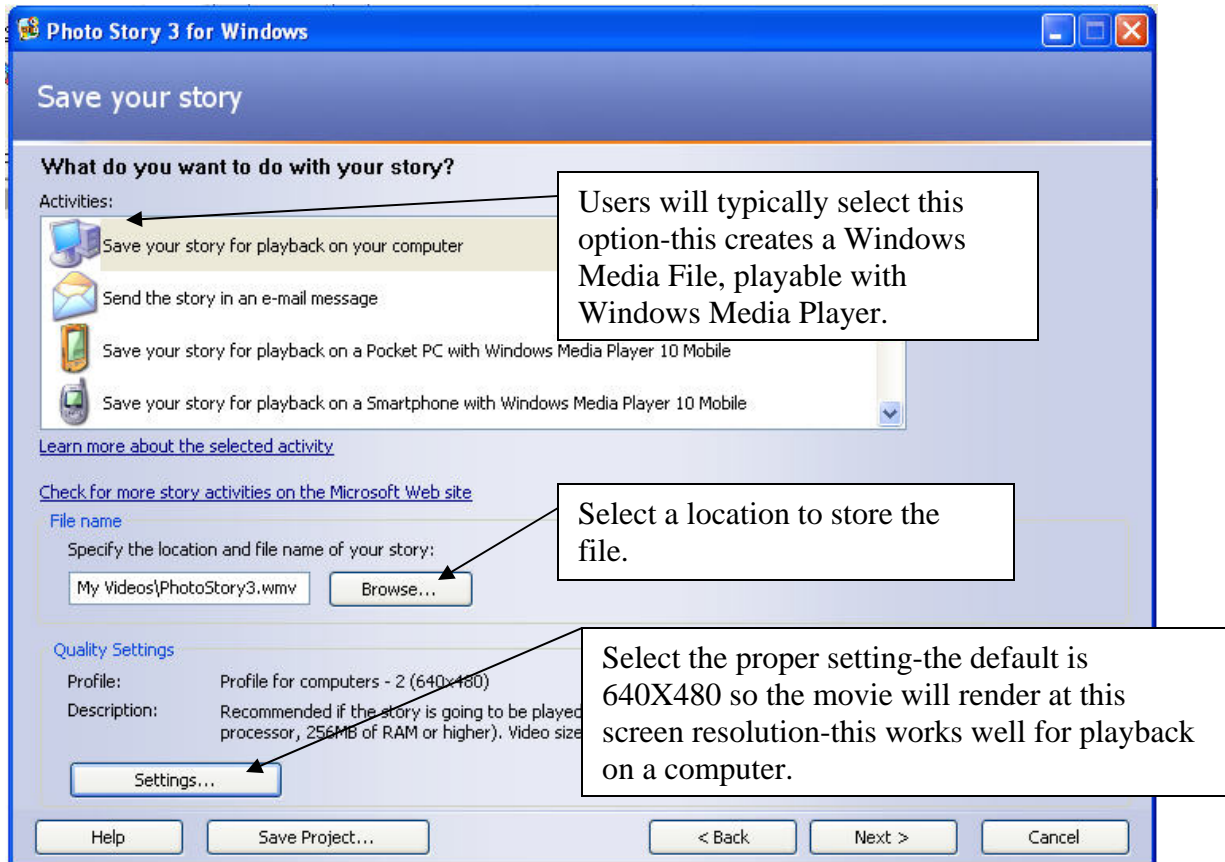 Photo Story 3 for Windows
Save your story
What do you want to do with your story?
Activities:
Save your story for playback on your computer
Send the story in an e-mail message
Save your story for playback on a Pocket PC with Windows Media Player 10 Mobile
Save your story for playback on a Smartphone with Windows Media Player 10 Mobile
Users will typically select this
option-this creates a Windows
Media File, playable with
Windows Media Player.
Learn more about the selected activity
Check for more story activities on the Microsoft Web site
File name
Specify the location and file name of your story:
My Videos\PhotoStory3.wmv
Browse...
Select a location to store the
file.
Quality Settings
Profile: Profile for computers - 2 (640x480)
Description: Recommended if the story is going to be played
processor, 256MB of RAM or higher). Video size
Settings...
Select the proper setting-the default is
640X480 so the movie will render at this
screen resolution-this works well for playback
on a computer.
Help
Save Project...
< Back
Next >
Cancel